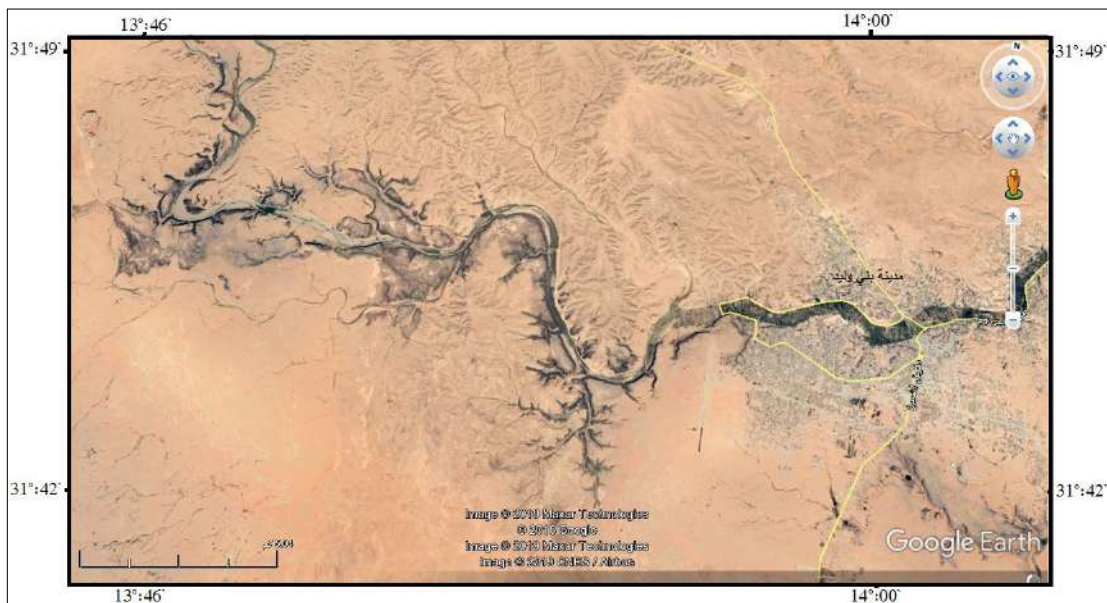 13°:46`
14°:00`
31°:49`
31°:49`
N
مدينة بني وليد
31°:42`
31°:42`
Image © 2019 Maxar Technologies
© 2018 Google
Image © 2019 Maxar Technologies
Image © 2019 CNES / Airbus
Google Earth
13°:46`
14°:00`